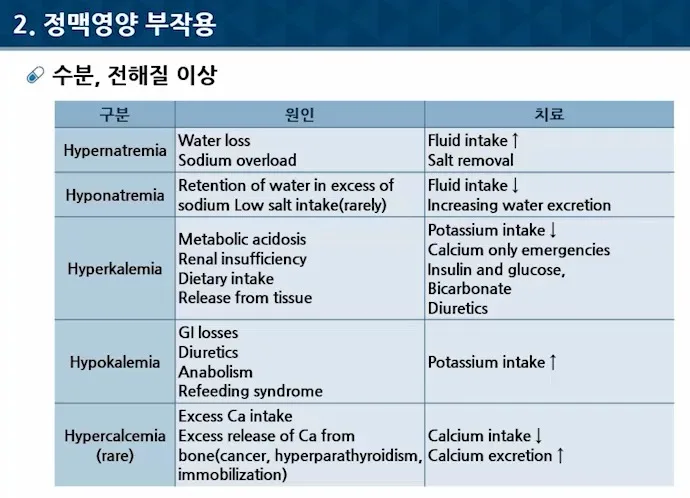 2. 정맥영양 부작용
수분, 전해질 이상
구분 원인 치료
Hypernatremia
Water loss
Sodium overload
Fluid intake↑
Salt removal
Hyponatremia
Retention of water in excess of
sodium Low salt intake(rarely)
Fluid intake↓
Increasing water excretion
Hyperkalemia
Metabolic acidosis
Renal insufficiency
Dietary intake
Release from tissue
Potassium intake↓
Calcium only emergencies
Insulin and glucose,
Bicarbonate
Diuretics
Hypokalemia
GI losses
Diuretics
Anabolism
Refeeding syndrome
Potassium intake↑
Hypercalcemia
(rare)
Excess Ca intake
Excess release of Ca from
bone(cancer, hyperparathyroidism,
immobilization)
Calcium intake↓
Calcium excretion↑